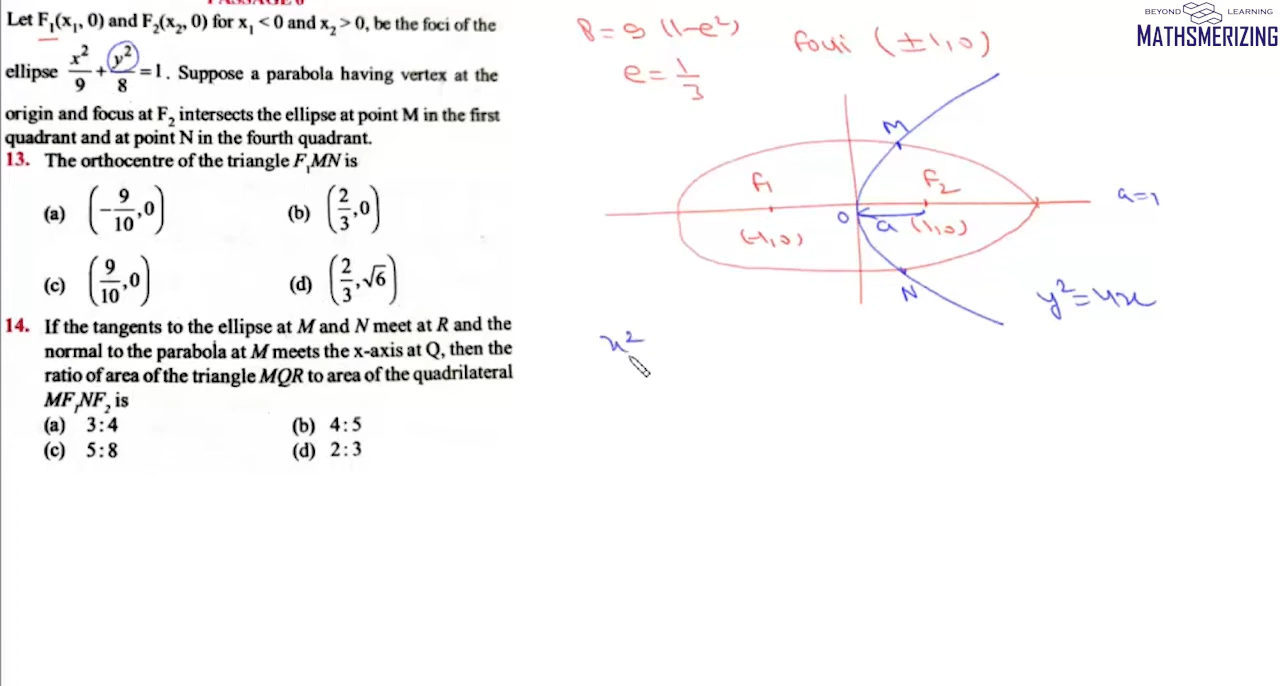 PASSAGE 6
Let F₁(x₁, 0) and F₂(x₂, 0) for x₁ < 0 and x₂ > 0, be the foci of the
ellipse x²/9 + y²/8 = 1. Suppose a parabola having vertex at the
origin and focus at F₂ intersects the ellipse at point M in the first
quadrant and at point N in the fourth quadrant.
13. The orthocentre of the triangle F₁MN is
(a) (-9/10, 0) (b) (2/3, 0)
(c) (9/10, 0) (d) (2/3, √6)
14. If the tangents to the ellipse at M and N meet at R and the
normal to the parabola at M meets the x-axis at Q, then the
ratio of area of the triangle MQR to area of the quadrilateral
MF₁NF₂ is
(a) 3:4 (b) 4:5
(c) 5:8 (d) 2:3
8 = 9 (1-e²)
e = 1/3
foci (±1,0)
M
F₁
F₂
a=1
(-1,0)
O
a
(1,0)
N
y² = 4x
x²
BEYOND LEARNING
MATHSMERIZING